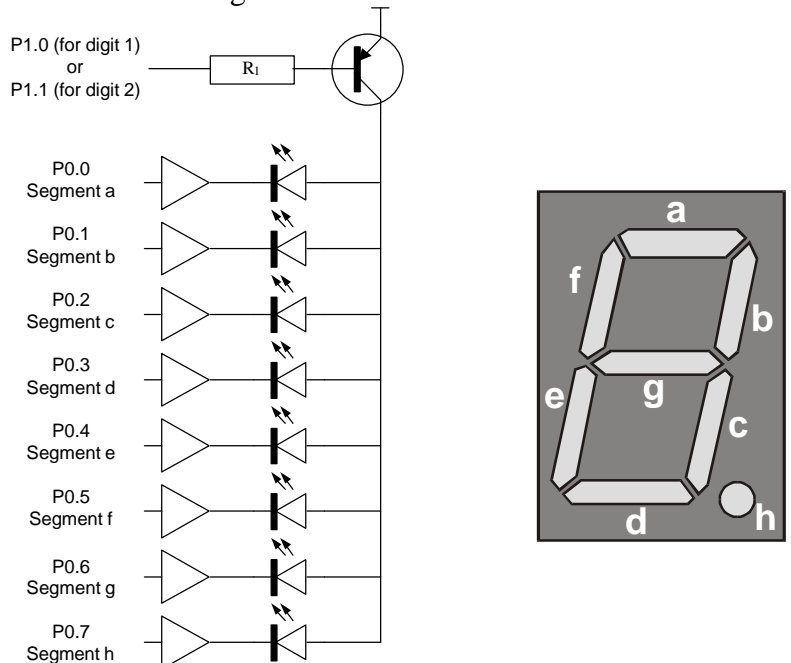 P1.0 (for digit 1)
or
P1.1 (for digit 2)
R1
P0.0
Segment a
P0.1
Segment b
P0.2
Segment c
P0.3
Segment d
P0.4
Segment e
P0.5
Segment f
P0.6
Segment g
P0.7
Segment h
a
f
b
g
e
c
d
h